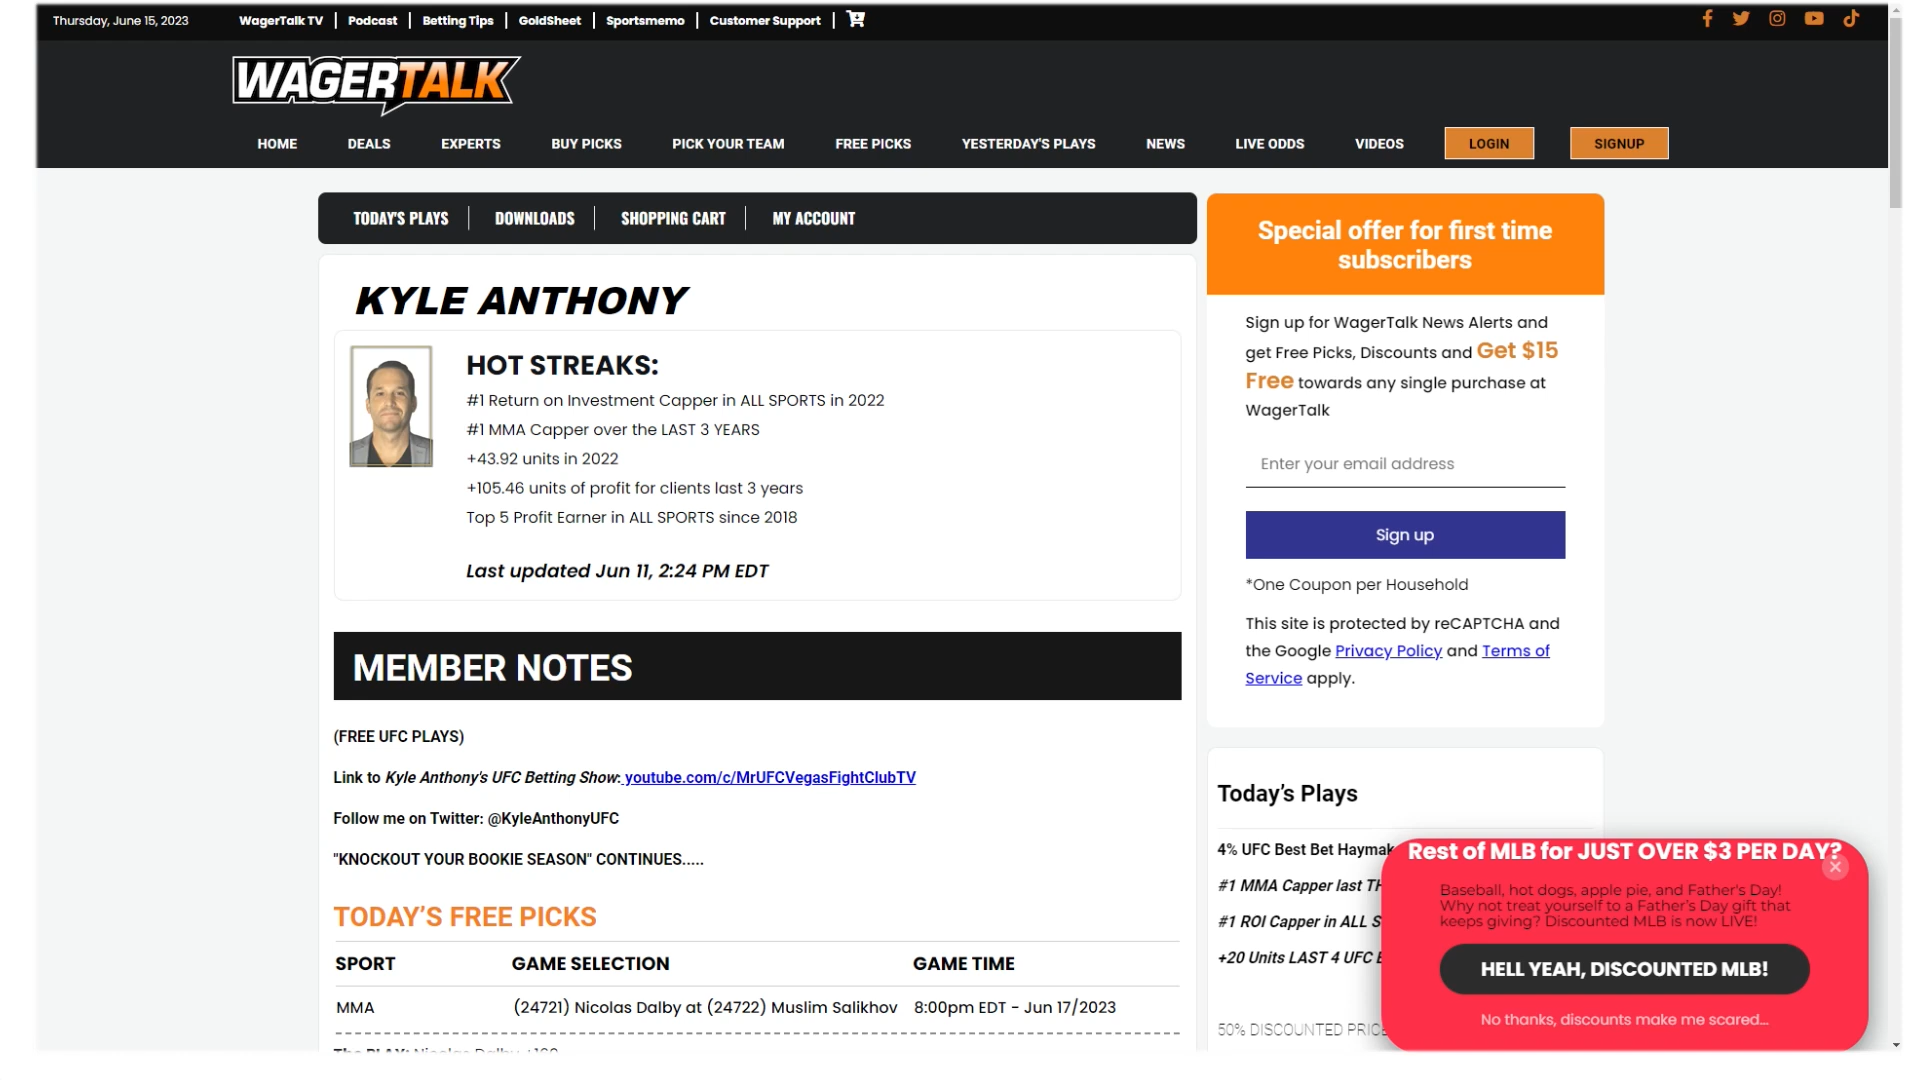 Thursday, June 15, 2023
WagerTalk TV | Podcast | Betting Tips | GoldSheet | Sportsmemo | Customer Support |
WAGERTALK
HOME DEALS EXPERTS BUY PICKS PICK YOUR TEAM FREE PICKS YESTERDAY'S PLAYS NEWS LIVE ODDS VIDEOS LOGIN SIGNUP
TODAY'S PLAYS | DOWNLOADS | SHOPPING CART | MY ACCOUNT
KYLE ANTHONY
HOT STREAKS:
#1 Return on Investment Capper in ALL SPORTS in 2022
#1 MMA Capper over the LAST 3 YEARS
+43.92 units in 2022
+105.46 units of profit for clients last 3 years
Top 5 Profit Earner in ALL SPORTS since 2018
Last updated Jun 11, 2:24 PM EDT
MEMBER NOTES
(FREE UFC PLAYS)
Link to Kyle Anthony's UFC Betting Show: youtube.com/c/MrUFCVegasFightClubTV
Follow me on Twitter: @KyleAnthonyUFC
"KNOCKOUT YOUR BOOKIE SEASON" CONTINUES.....
TODAY'S FREE PICKS
SPORT GAME SELECTION GAME TIME
MMA (24721) Nicolas Dalby at (24722) Muslim Salikhov 8:00pm EDT - Jun 17/2023
Special offer for first time
subscribers
Sign up for WagerTalk News Alerts and
get Free Picks, Discounts and Get $15
Free towards any single purchase at
WagerTalk
Enter your email address
Sign up
*One Coupon per Household
This site is protected by reCAPTCHA and
the Google Privacy Policy and Terms of
Service apply.
Today's Plays
4% UFC Best Bet
#1 MMA Capper last
#1 ROI Capper in ALL
+20 Units LAST 4 UFC
50% DISCOUNTED
Rest of MLB for JUST OVER $3 PER DAY?
Baseball, hot dogs, apple pie, and Father's Day!
Why not treat yourself to a Father's Day gift that
keeps giving? Discounted MLB is now LIVE!
HELL YEAH, DISCOUNTED MLB!
No thanks, discounts make me scared...